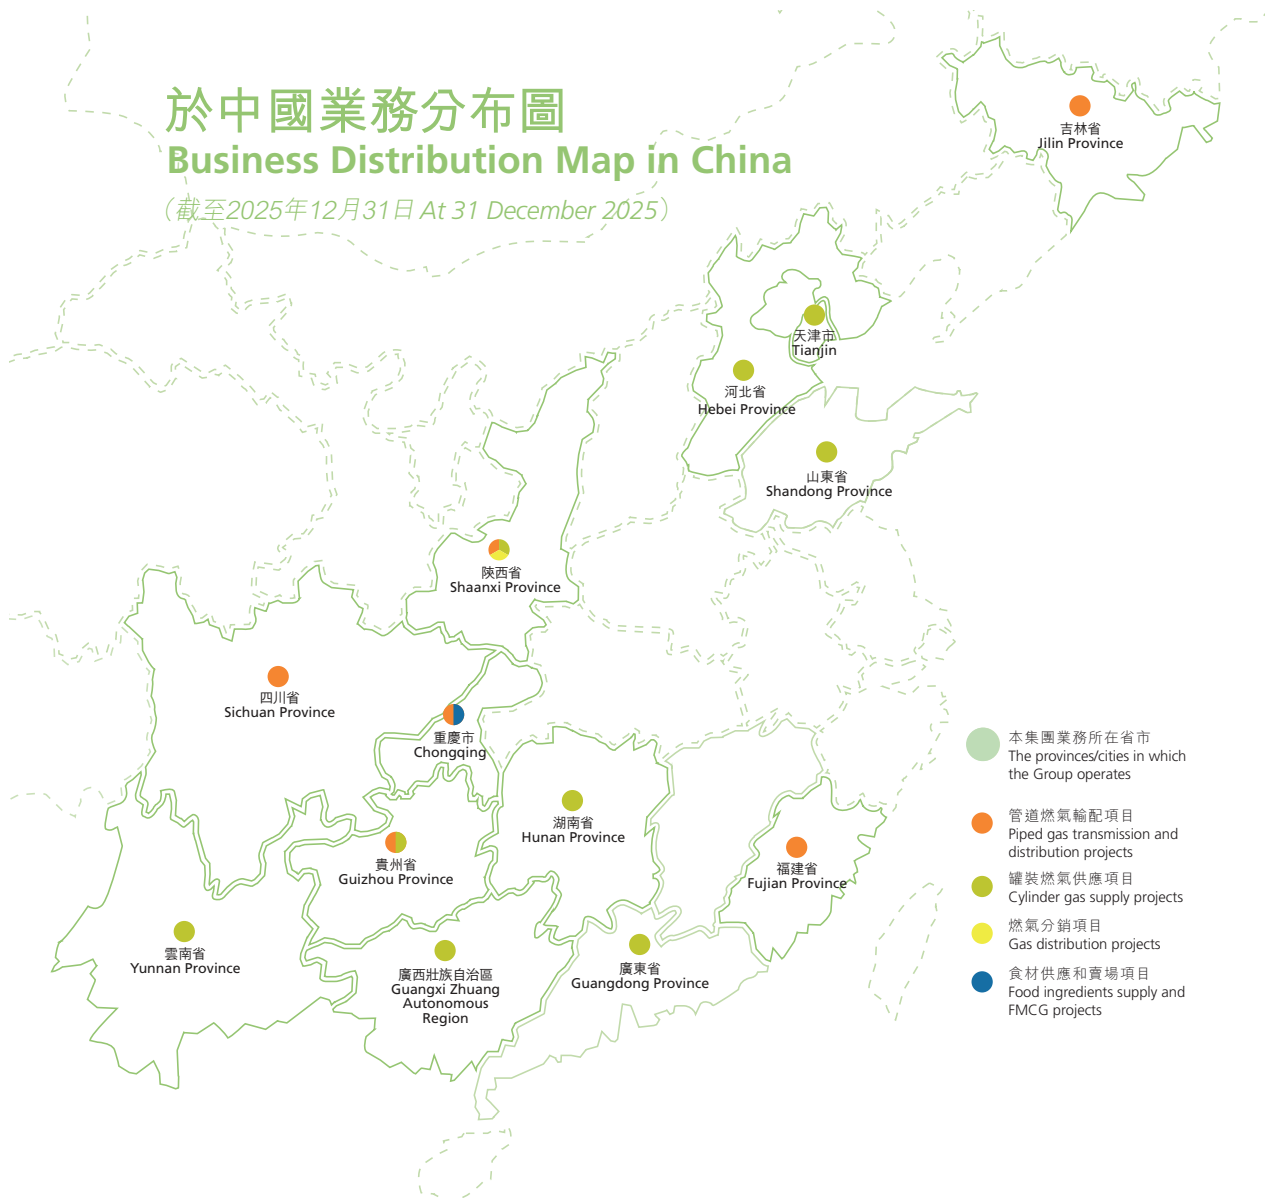 於中國業務分布圖
Business Distribution Map in China
（截至2025年12月31日 At 31 December 2025）
吉林省
Jilin Province
天津市
Tianjin
河北省
Hebei Province
山東省
Shandong Province
陝西省
Shaanxi Province
四川省
Sichuan Province
重慶市
Chongqing
湖南省
Hunan Province
貴州省
Guizhou Province
福建省
Fujian Province
雲南省
Yunnan Province
廣西壯族自治區
Guangxi Zhuang
Autonomous
Region
廣東省
Guangdong Province
本集團業務所在省市
The provinces/cities in which
the Group operates
管道燃氣輸配項目
Piped gas transmission and
distribution projects
罐裝燃氣供應項目
Cylinder gas supply projects
燃氣分銷項目
Gas distribution projects
食材供應和賣場項目
Food ingredients supply and
FMCG projects